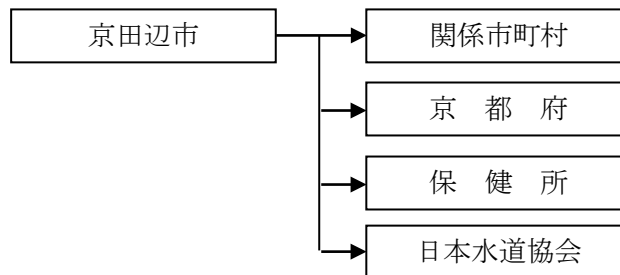 京田辺市
関係市町村
京　都　府
保　健　所
日本水道協会